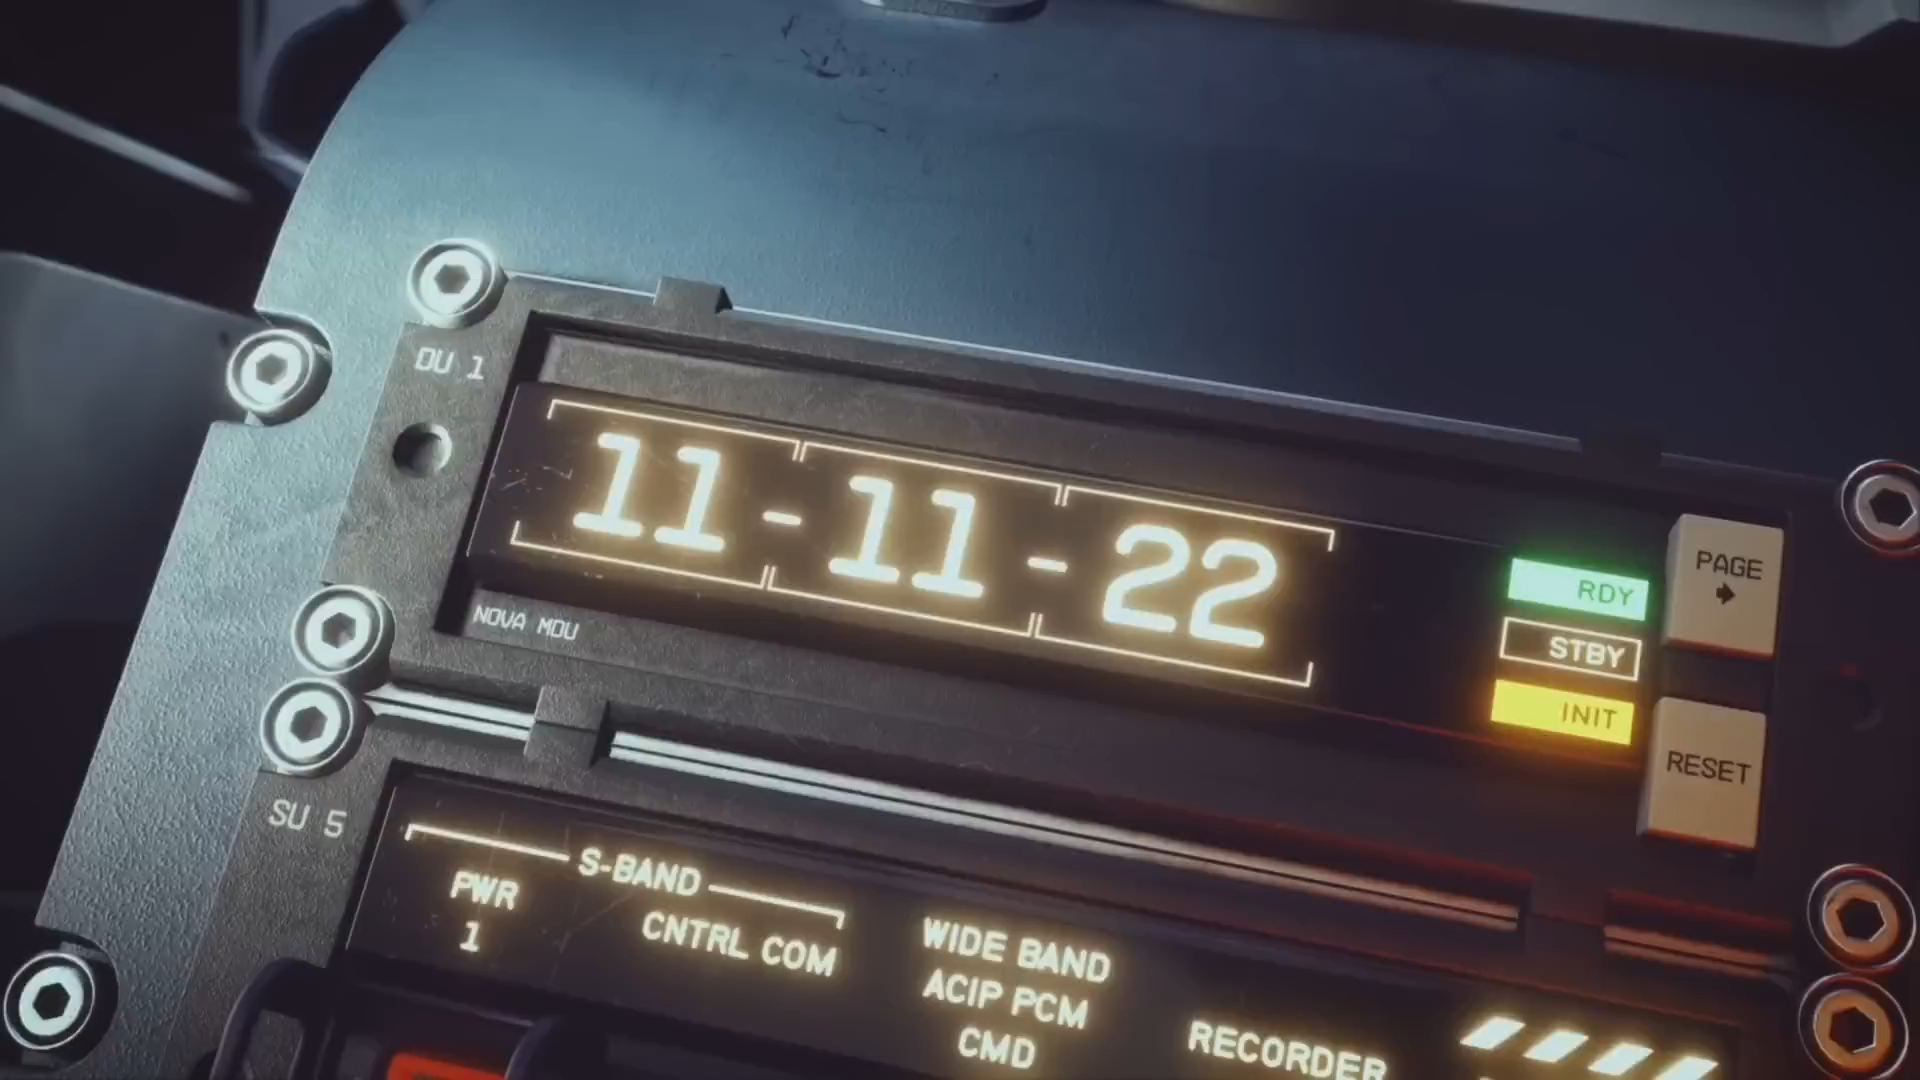 DU 1
11-11-22
RDY
STBY
INIT
PAGE
RESET
NOVA MDU
SU 5
S-BAND
PWR
1
CNTRL COM
WIDE BAND
ACIP PCM
CMD
RECORDER